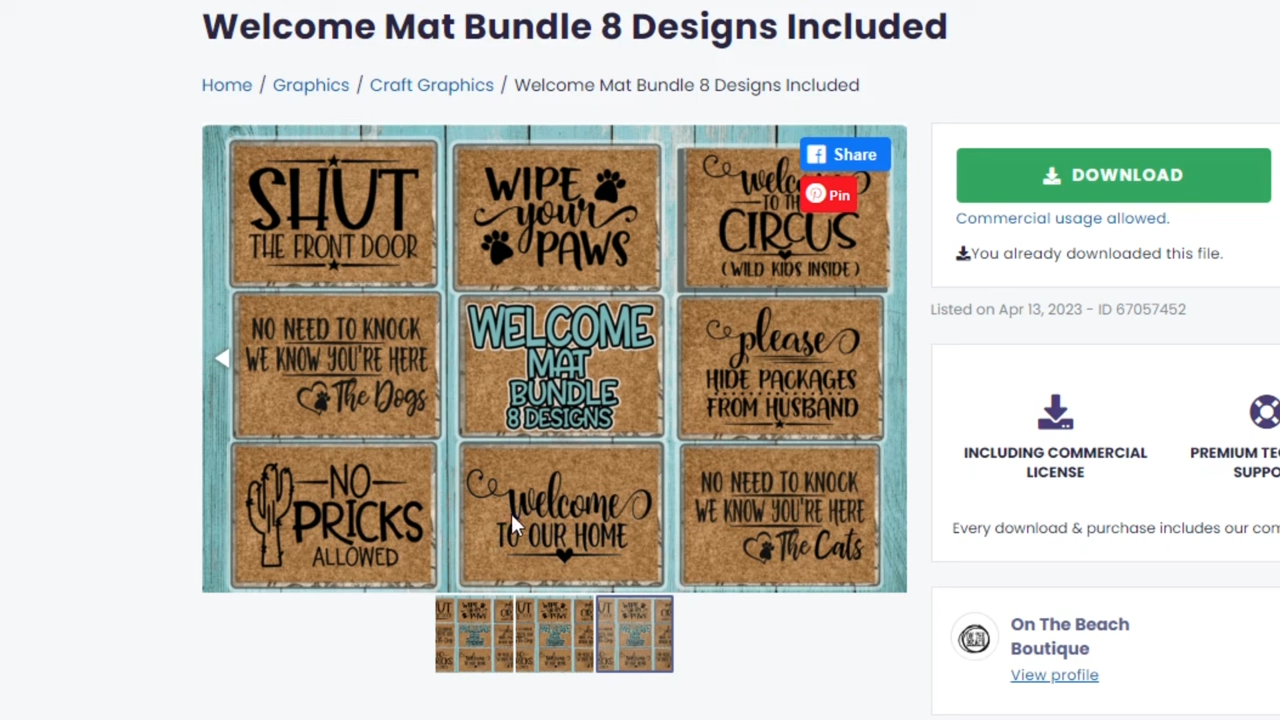 Welcome Mat Bundle 8 Designs Included
Home / Graphics / Craft Graphics / Welcome Mat Bundle 8 Designs Included
SHUT
THE FRONT DOOR
WIPE
your
PAWS
Share
Pin
TO TH
CIRCUS
(WILD KIDS INSIDE)
NO NEED TO KNOCK
WE KNOW YOU'RE HERE
The Dogs
WELCOME
MAT
BUNDLE
8 DESIGNS
please
HIDE PACKAGES
FROM HUSBAND
NO
PRICKS
ALLOWED
welcome
TO OUR HOME
NO NEED TO KNOCK
WE KNOW YOU'RE HERE
The Cats
DOWNLOAD
Commercial usage allowed.
You already downloaded this file.
Listed on Apr 13, 2023 - ID 67057452
INCLUDING COMMERCIAL
LICENSE
PREMIUM TE
SUPPO
Every download & purchase includes our con
On The Beach
Boutique
View profile